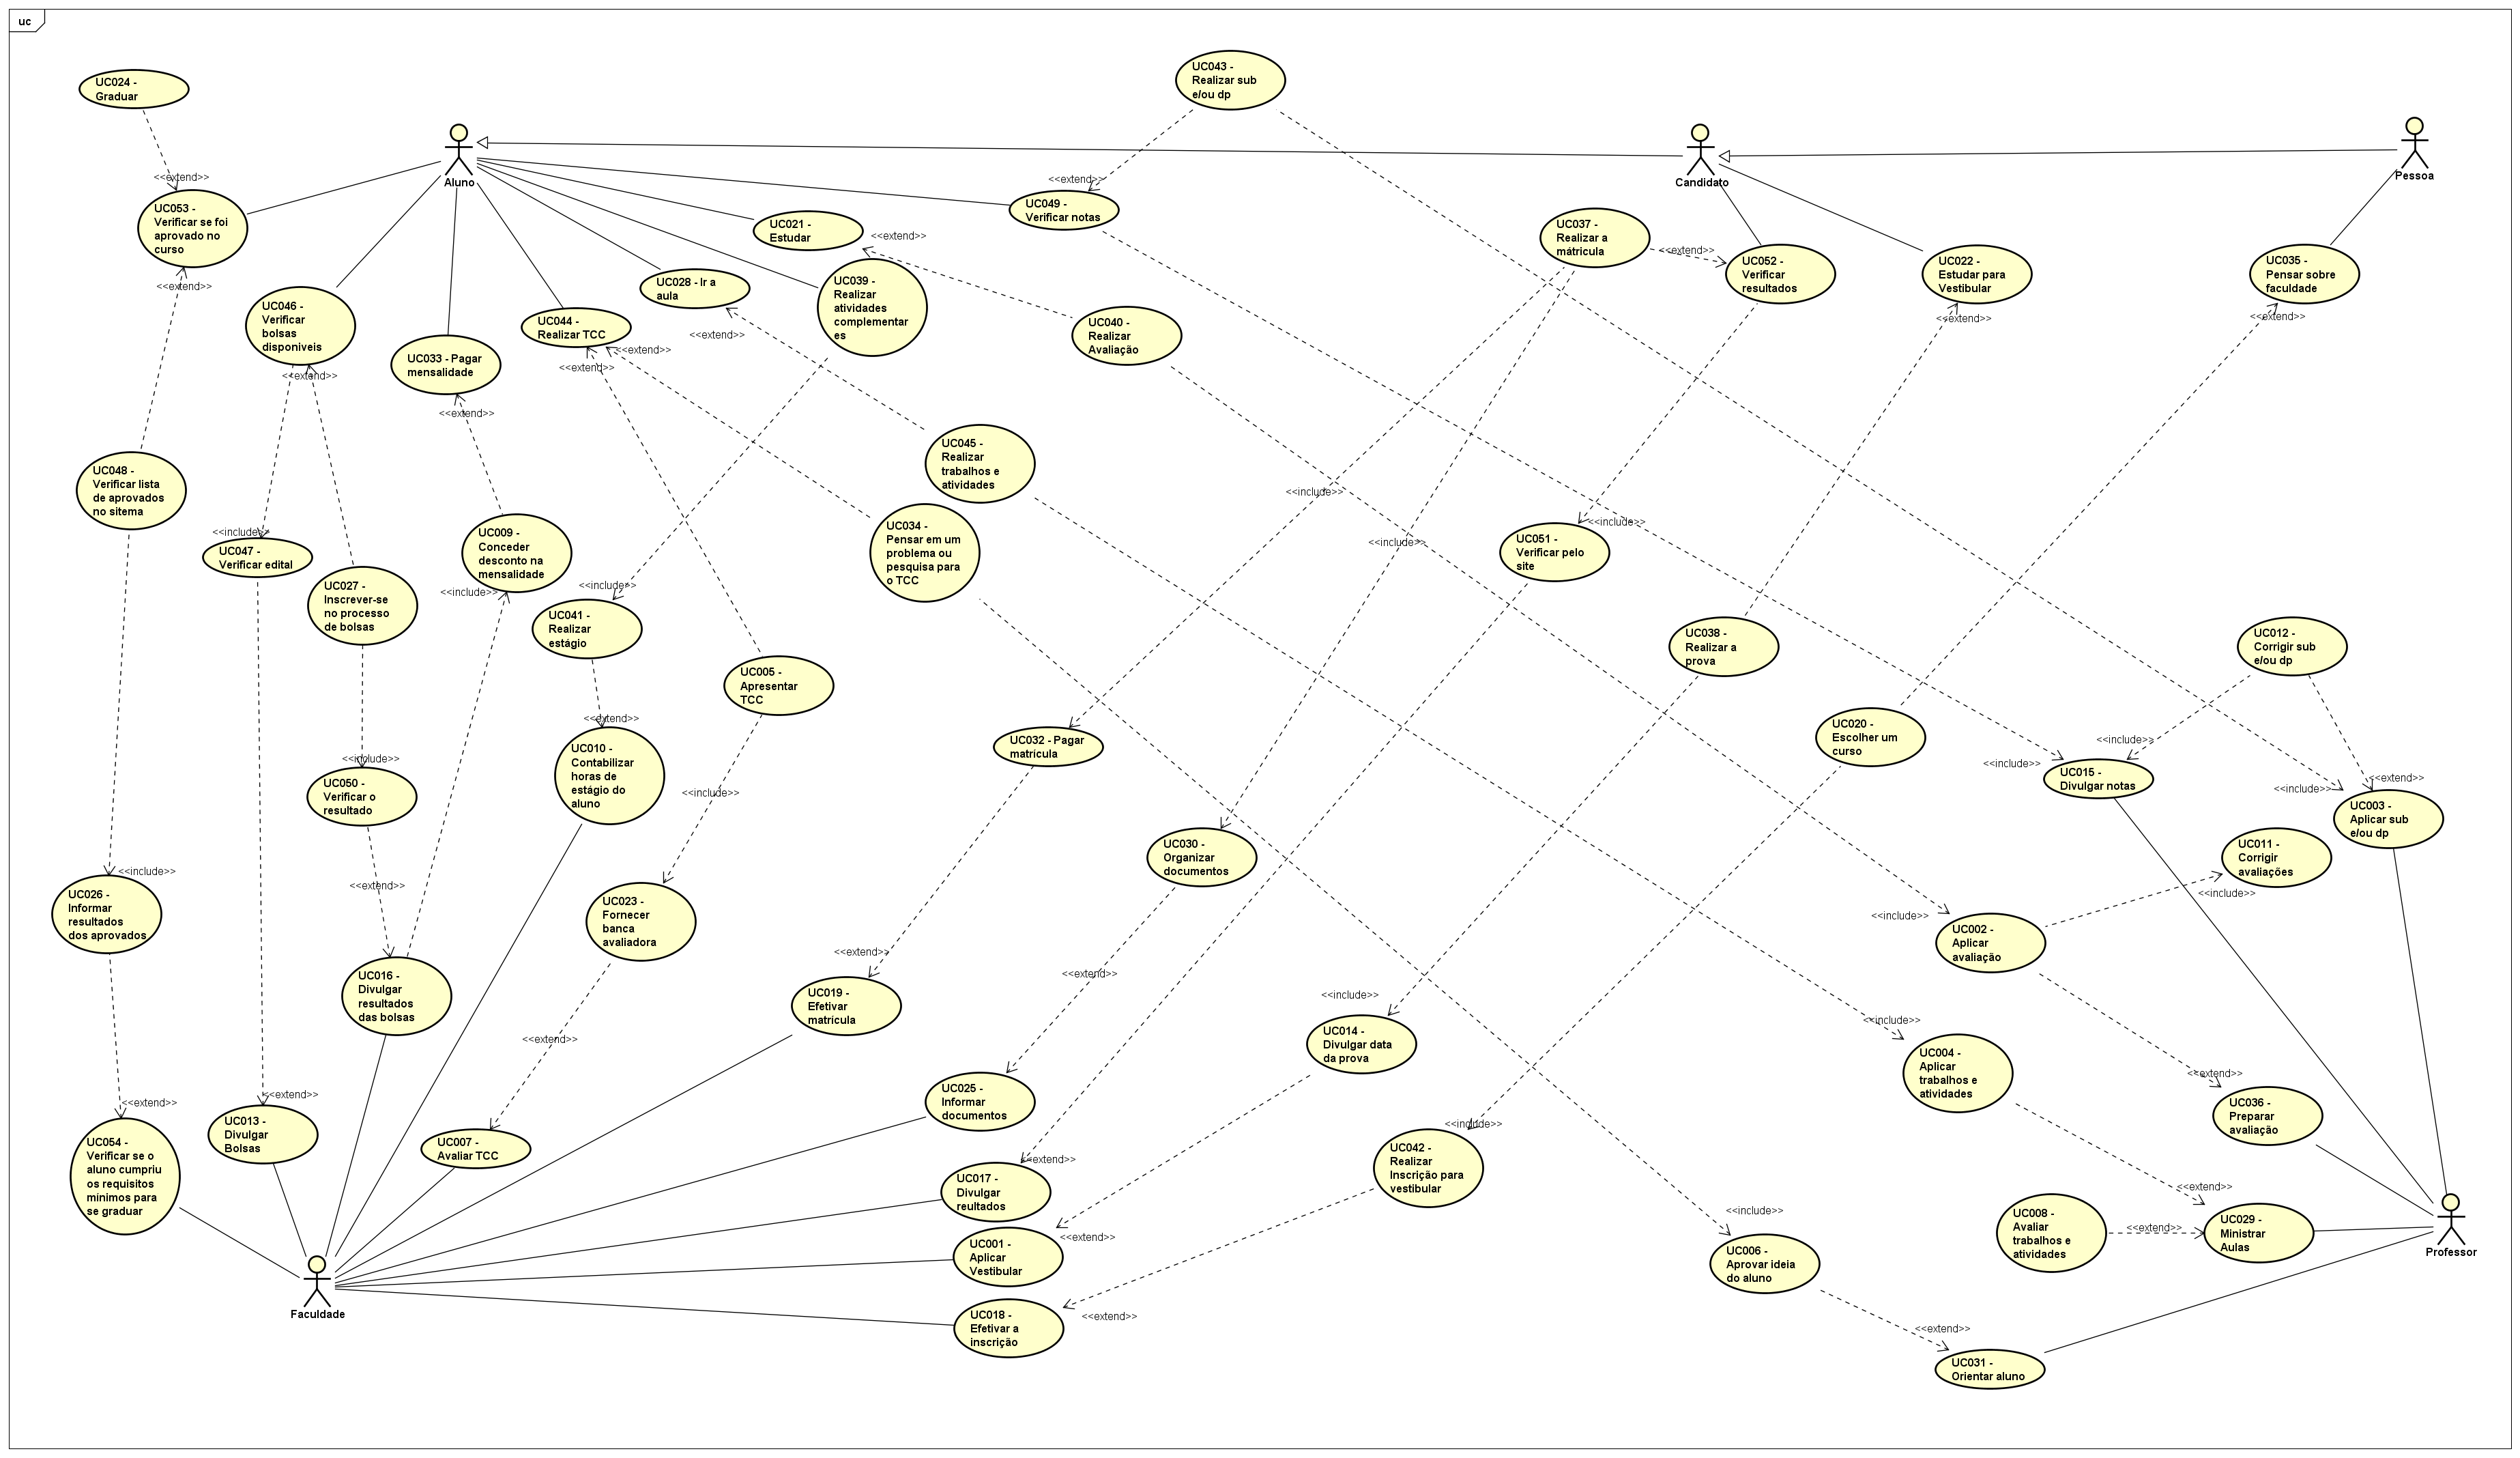 uc
UC024 -
Graduar
UC043 -
Realizar sub
e/ou dp
Aluno
Candidato
Pessoa
<<extend>>
<<extend>>
UC053 -
Verificar se foi
aprovado no
curso
UC049 -
Verificar notas
UC021 -
Estudar
<<extend>>
UC037 -
Realizar a
mátricula
<<extend>>
UC052 -
Verificar
resultados
UC022 -
Estudar para
Vestibular
UC035 -
Pensar sobre
faculdade
UC028 - Ir a
aula
UC039 -
Realizar
atividades
complementar
es
<<extend>>
UC046 -
Verificar
bolsas
disponiveis
UC044 -
Realizar TCC
UC040 -
Realizar
Avaliação
<<extend>>
<<extend>>
<<extend>>
<<extend>>
<<extend>>
<<extend>>
UC033 - Pagar
mensalidade
<<extend>>
<<extend>>
UC045 -
Realizar
trabalhos e
atividades
UC048 -
Verificar lista
de aprovados
no sitema
<<include>>
UC034 -
Pensar em um
problema ou
pesquisa para
o TCC
<<include>>
<<include>>
<<include>>
UC047 -
Verificar edital
UC009 -
Conceder
desconto na
mensalidade
UC051 -
Verificar pelo
site
UC027 -
Inscrever-se
no processo
de bolsas
<<include>>
<<include>>
UC041 -
Realizar
estágio
UC038 -
Realizar a
prova
UC012 -
Corrigir sub
e/ou dp
UC005 -
Apresentar
TCC
<<extend>>
UC020 -
Escolher um
curso
UC032 - Pagar
matrícula
<<include>>
<<include>>
UC010 -
Contabilizar
horas de
estágio do
aluno
<<include>>
UC015 -
Divulgar notas
<<extend>>
<<include>>
UC050 -
Verificar o
resultado
<<include>>
UC003 -
Aplicar sub
e/ou dp
UC030 -
Organizar
documentos
UC011 -
Corrigir
avaliações
<<include>>
<<extend>>
<<include>>
UC026 -
Informar
resultados
dos aprovados
UC023 -
Fornecer
banca
avaliadora
<<include>>
UC002 -
Aplicar
avaliação
<<extend>>
<<extend>>
UC016 -
Divulgar
resultados
das bolsas
UC019 -
Efetivar
matrícula
<<include>>
<<include>>
UC014 -
Divulgar data
da prova
<<extend>>
UC004 -
Aplicar
trabalhos e
atividades
<<extend>>
<<extend>>
<<extend>>
UC025 -
Informar
documentos
UC036 -
Preparar
avaliação
UC054 -
Verificar se o
aluno cumpriu
os requisitos
mínimos para
se graduar
UC013 -
Divulgar
Bolsas
UC007 -
Avaliar TCC
<<include>>
UC042 -
Realizar
Inscrição para
vestibular
<<extend>>
UC017 -
Divulgar
reultados
<<extend>>
<<include>>
UC008 -
Avaliar
trabalhos e
atividades
<<extend>>
UC029 -
Ministrar
Aulas
<<extend>>
UC001 -
Aplicar
Vestibular
UC006 -
Aprovar ideia
do aluno
Professor
Faculdade
UC018 -
Efetivar a
inscrição
<<extend>>
<<extend>>
UC031 -
Orientar aluno